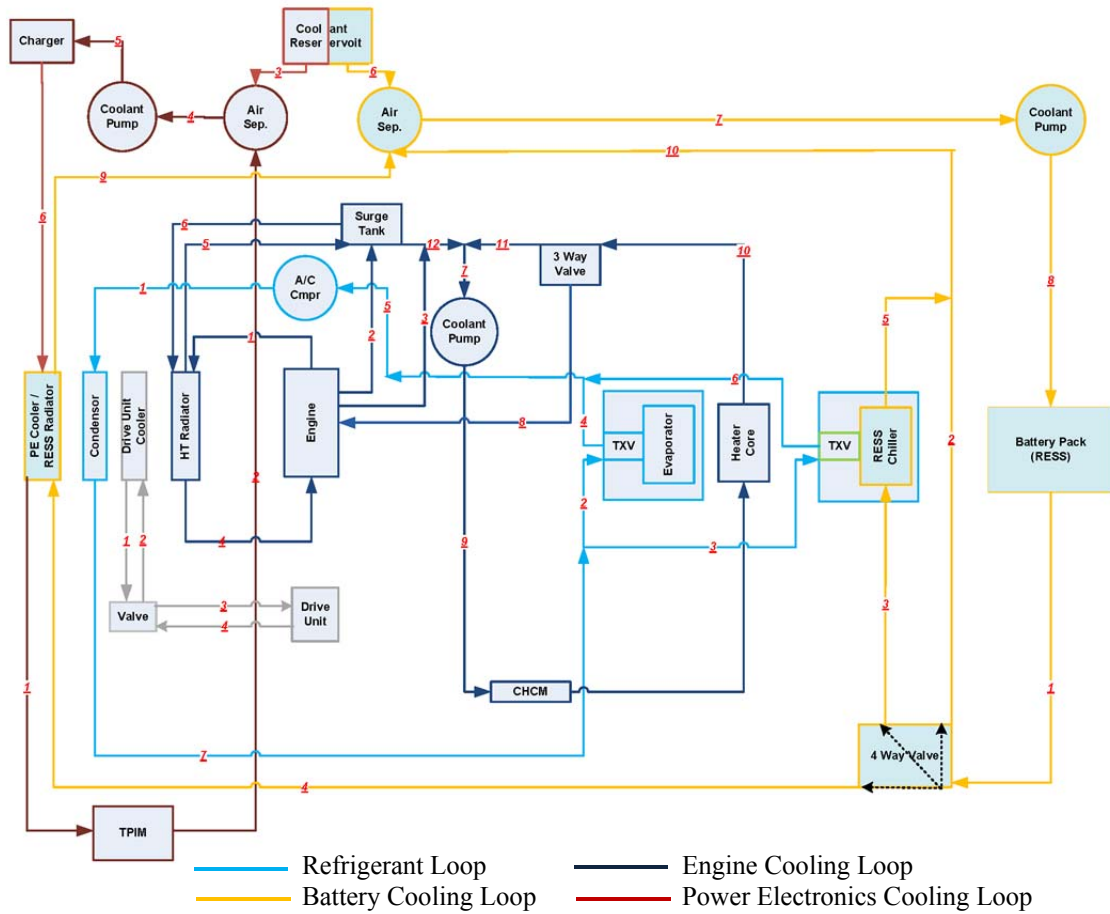 Charger
5
Cool
Reser
ant
ervoit
3
6
Coolant
Pump
4
Air
Sep.
Air
Sep.
7
Coolant
Pump
10
9
6
6
Surge
Tank
5
12
11
3 Way
Valve
10
1
A/C
Cmpr
5
7
8
Coolant
Pump
2
3
1
5
PE Cooler /
RESS Radiator
Condensor
Drive Unit
Cooler
HT Radiator
Engine
8
4
6
TXV
Evaporator
Heater
Core
TXV
RESS
Chiller
2
Battery Pack
(RESS)
2
2
4
1
2
9
3
3
Valve
3
4
Drive
Unit
1
CHCM
1
7
4 Way Valve
4
TPIM
Refrigerant Loop
Engine Cooling Loop
Battery Cooling Loop
Power Electronics Cooling Loop